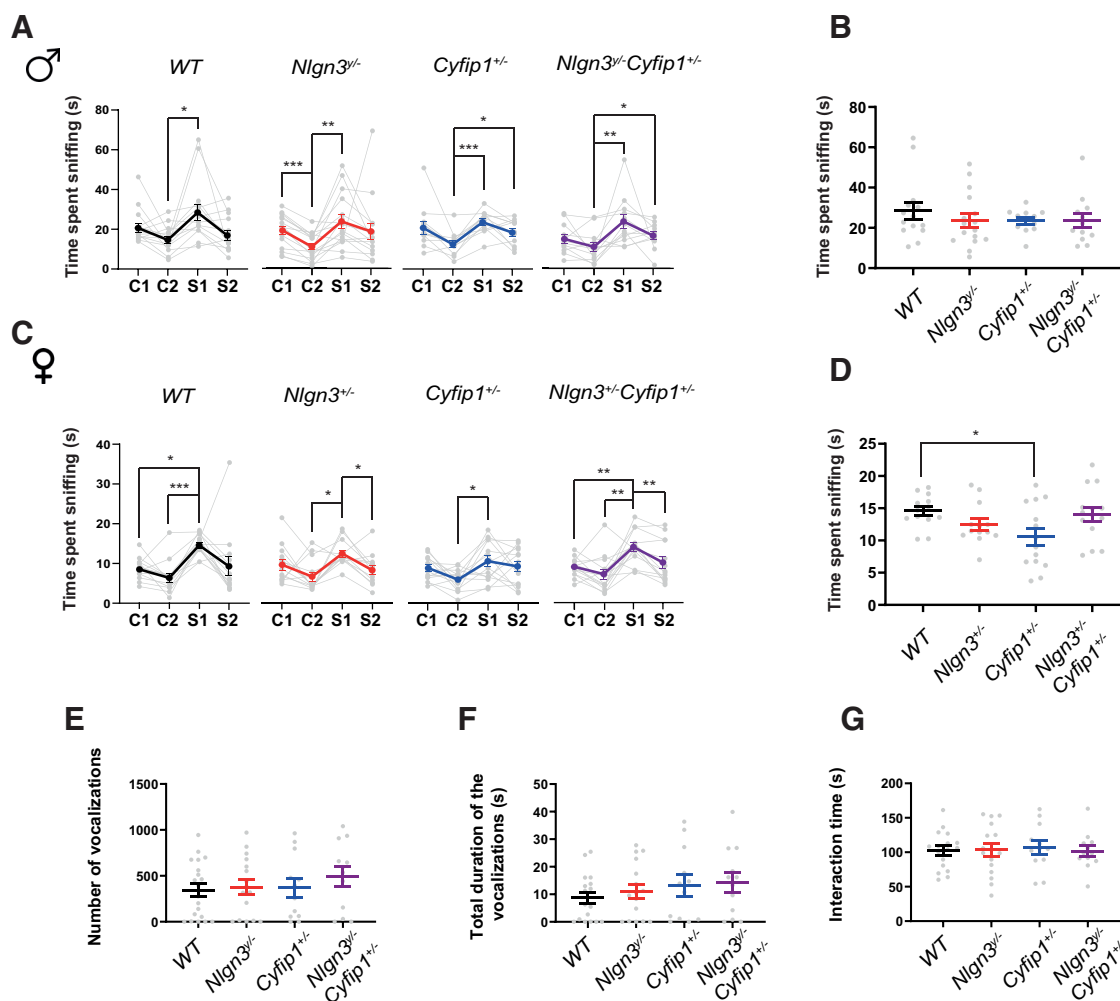 A
B
♂
WT
Nlgn3y/-
Cyfip1+/-
Nlgn3y/-Cyfip1+/-
Time spent sniffing (s)
80
60
40
20
0
*
*** **
*** *
** *
C1 C2 S1 S2
C1 C2 S1 S2
C1 C2 S1 S2
C1 C2 S1 S2
Time spent sniffing (s)
80
60
40
20
0
WT
Nlgn3y/-
Cyfip1+/-
Nlgn3y/-
Cyfip1+/-
C
D
♀
WT
Nlgn3+/-
Cyfip1+/-
Nlgn3+/-Cyfip1+/-
Time spent sniffing (s)
40
30
20
10
0
*
***
* *
*
**
** **
C1 C2 S1 S2
C1 C2 S1 S2
C1 C2 S1 S2
C1 C2 S1 S2
Time spent sniffing (s)
25
20
15
10
5
0
*
WT
Nlgn3+/-
Cyfip1+/-
Nlgn3+/-
Cyfip1+/-
E
Number of vocalizations
1500
1000
500
0
WT
Nlgn3y/-
Cyfip1+/-
Nlgn3y/-
Cyfip1+/-
F
Total duration of the
vocalizations (s)
50
40
30
20
10
0
WT
Nlgn3y/-
Cyfip1+/-
Nlgn3y/-
Cyfip1+/-
G
Interaction time (s)
200
150
100
50
0
WT
Nlgn3y/-
Cyfip1+/-
Nlgn3y/-
Cyfip1+/-